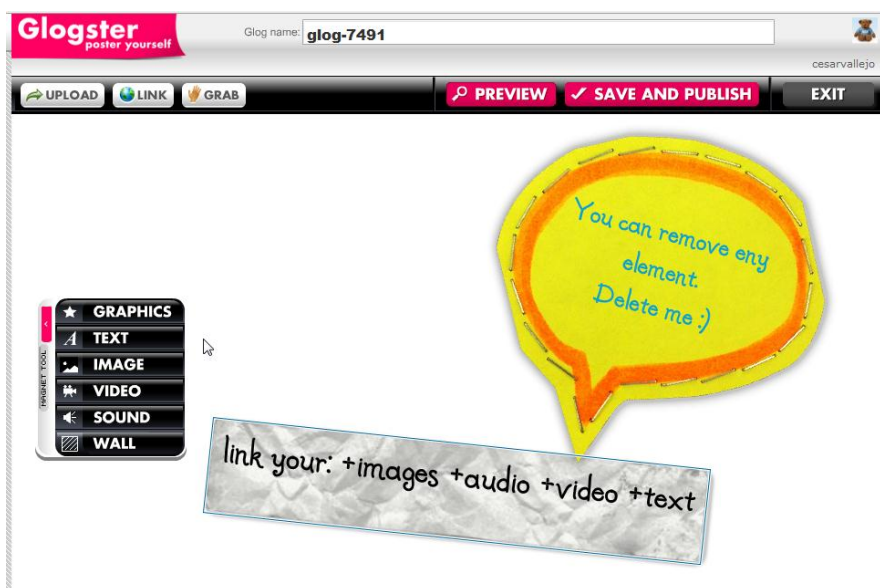 Glogster
poster yourself
Glog name: glog-7491
cesarvallejo
UPLOAD LINK GRAB PREVIEW SAVE AND PUBLISH EXIT
You can remove eny
element.
Delete me :)
MAGNET TOOL
GRAPHICS
TEXT
IMAGE
VIDEO
SOUND
WALL
link your: +images +audio +video +text